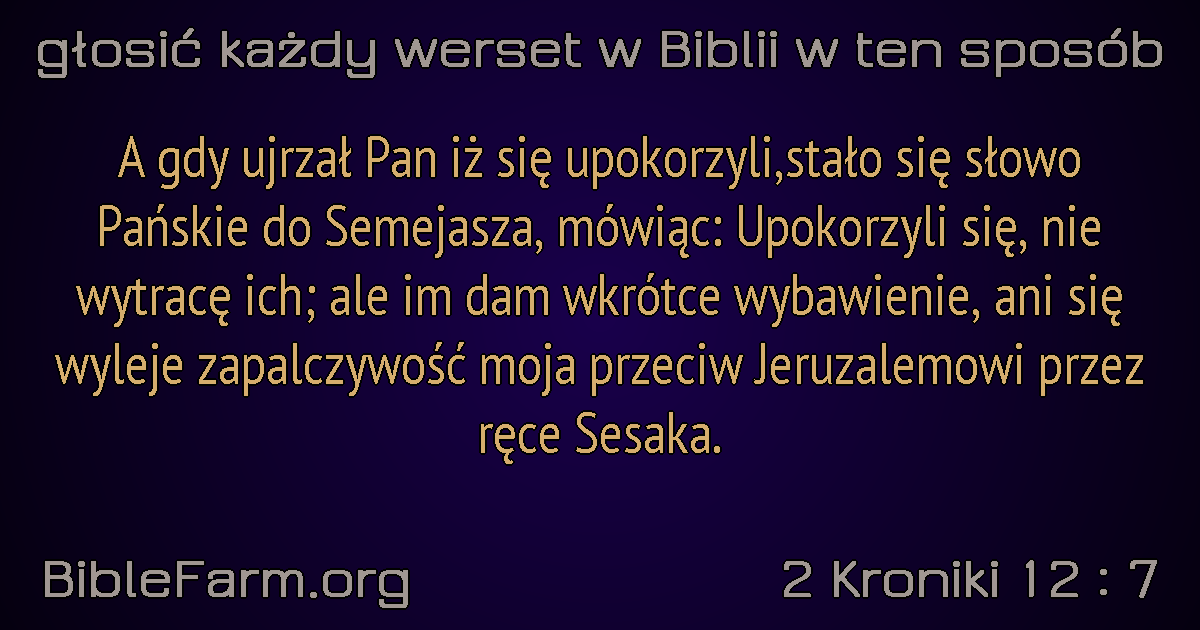 głosić każdy werset w Biblii w ten sposób
A gdy ujrzał Pan iż się upokorzyli,stało się słowo
Pańskie do Semejasza, mówiąc: Upokorzyli się, nie
wytracę ich; ale im dam wkrótce wybawienie, ani się
wyleje zapalczywość moja przeciw Jeruzalemowi przez
ręce Sesaka.
BibleFarm.org
2 Kroniki 12 : 7